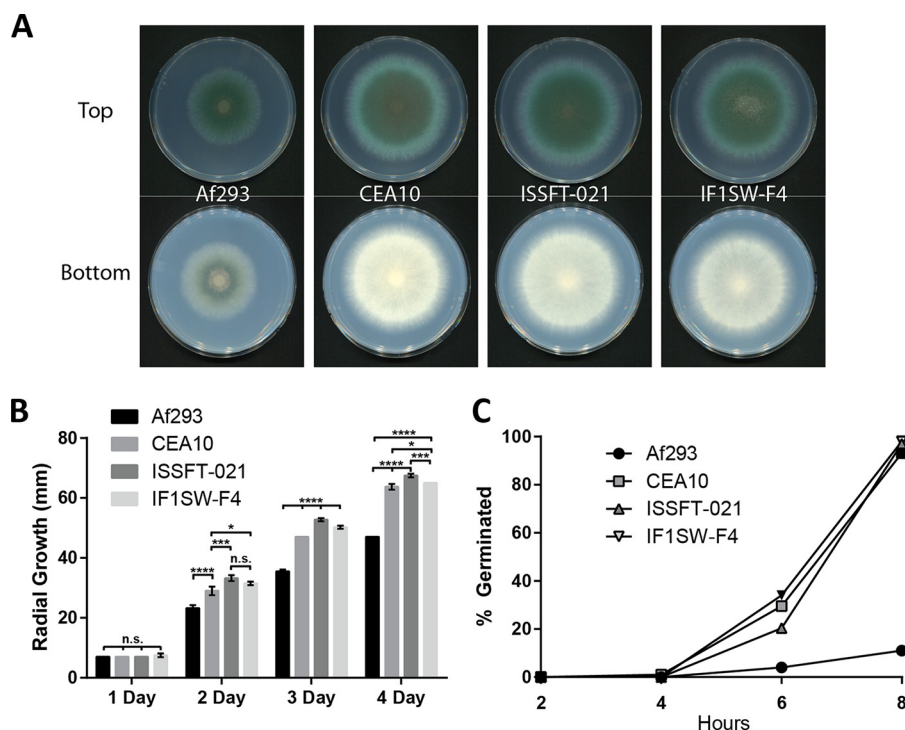 A
Top
Af293
CEA10
ISSFT-021
IF1SW-F4
Bottom
B
Af293
CEA10
ISSFT-021
IF1SW-F4
Radial Growth (mm)
80
60
40
20
0
n.s.
****
***
*
n.s.
****
****
*
****
***
1 Day
2 Day
3 Day
4 Day
C
Af293
CEA10
ISSFT-021
IF1SW-F4
% Germinated
100
80
60
40
20
0
2
4
6
8
Hours